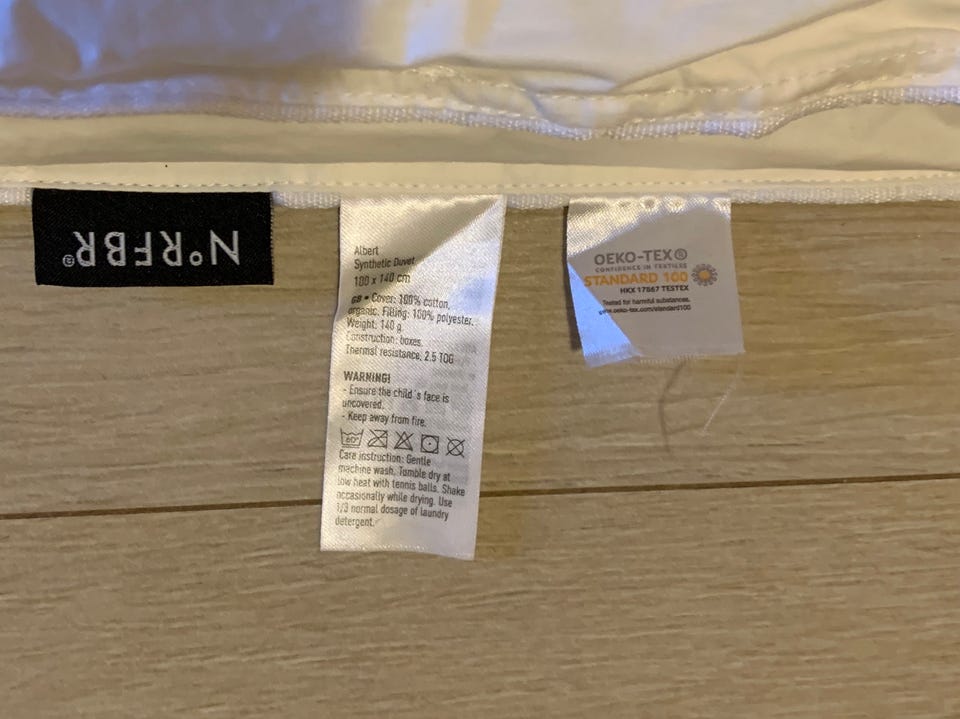 N°RFBR®
Albert
Synthetic Duvet
100 x 140 cm
GB • Cover: 100% cotton,
organic. Filling: 100% polyester.
Weight: 140 g.
Construction: boxes.
Thermal resistance, 2.5 TOG
WARNING!
- Ensure the child´s face is
uncovered.
- Keep away from fire.
60°
Care instruction: Gentle
machine wash. Tumble dry at
low heat with tennis balls. Shake
occasionally while drying. Use
1/3 normal dosage of laundry
detergent.
OEKO-TEX®
CONFIDENCE IN TEXTILES
STANDARD 100
HKX 17867 TESTEX
Tested for harmful substances.
www.oeko-tex.com/standard100